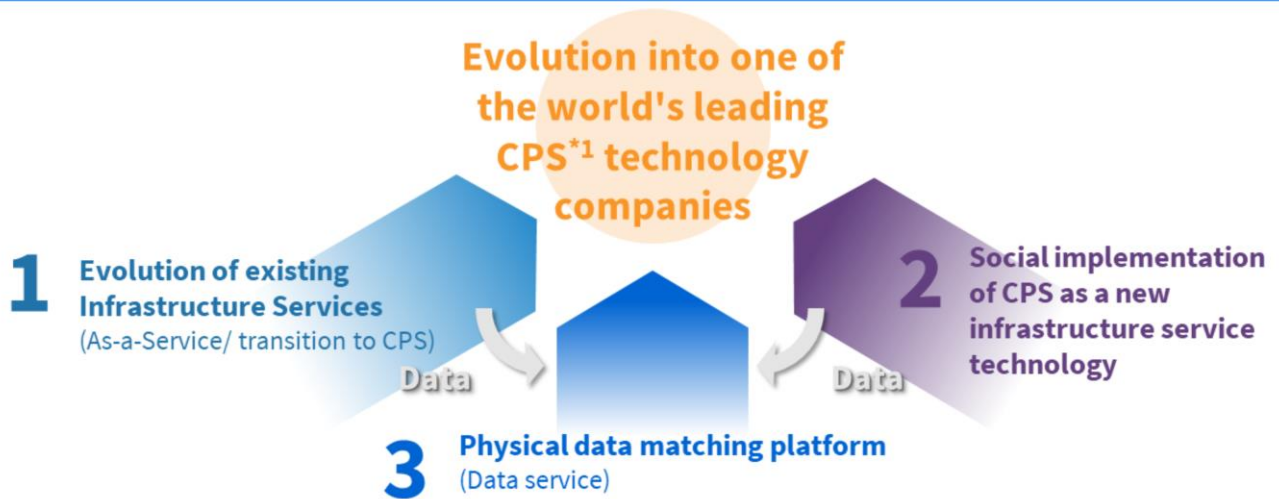 Evolution into one of
the world's leading
CPS*1 technology
companies
1
Evolution of existing
Infrastructure Services
(As-a-Service/ transition to CPS)
Data
2
Social implementation
of CPS as a new
infrastructure service
technology
Data
3
Physical data matching platform
(Data service)